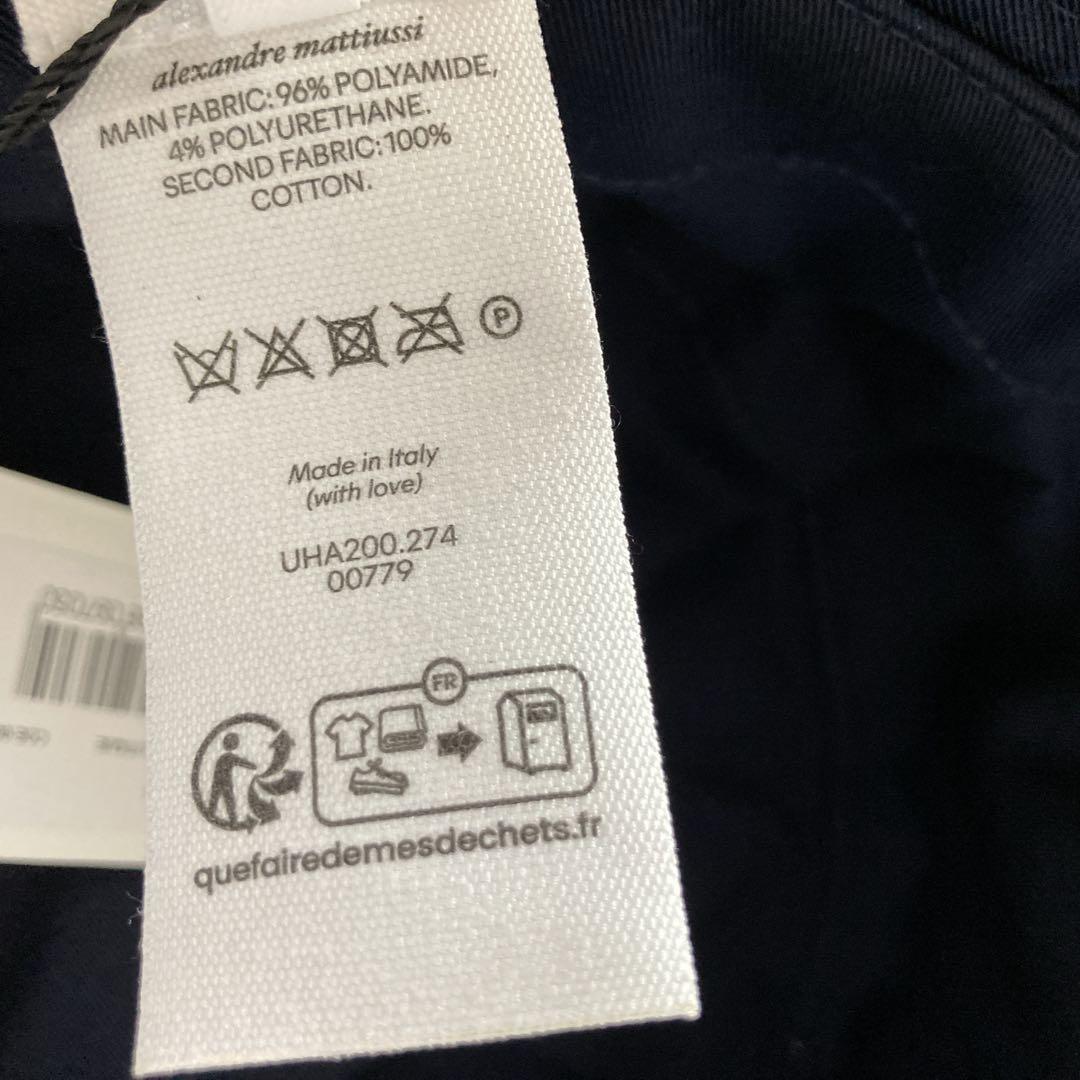 alexandre mattiussi
MAIN FABRIC: 96% POLYAMIDE,
4% POLYURETHANE.
SECOND FABRIC: 100%
COTTON.
P
Made in Italy
(with love)
UHA200.274
00779
FR
quefairedemesdechets.fr